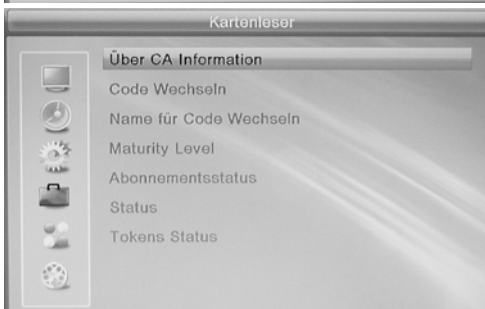 Kartenleser
Über CA Information
Code Wechseln
Name für Code Wechseln
Maturity Level
Abonnementsstatus
Status
Tokens Status